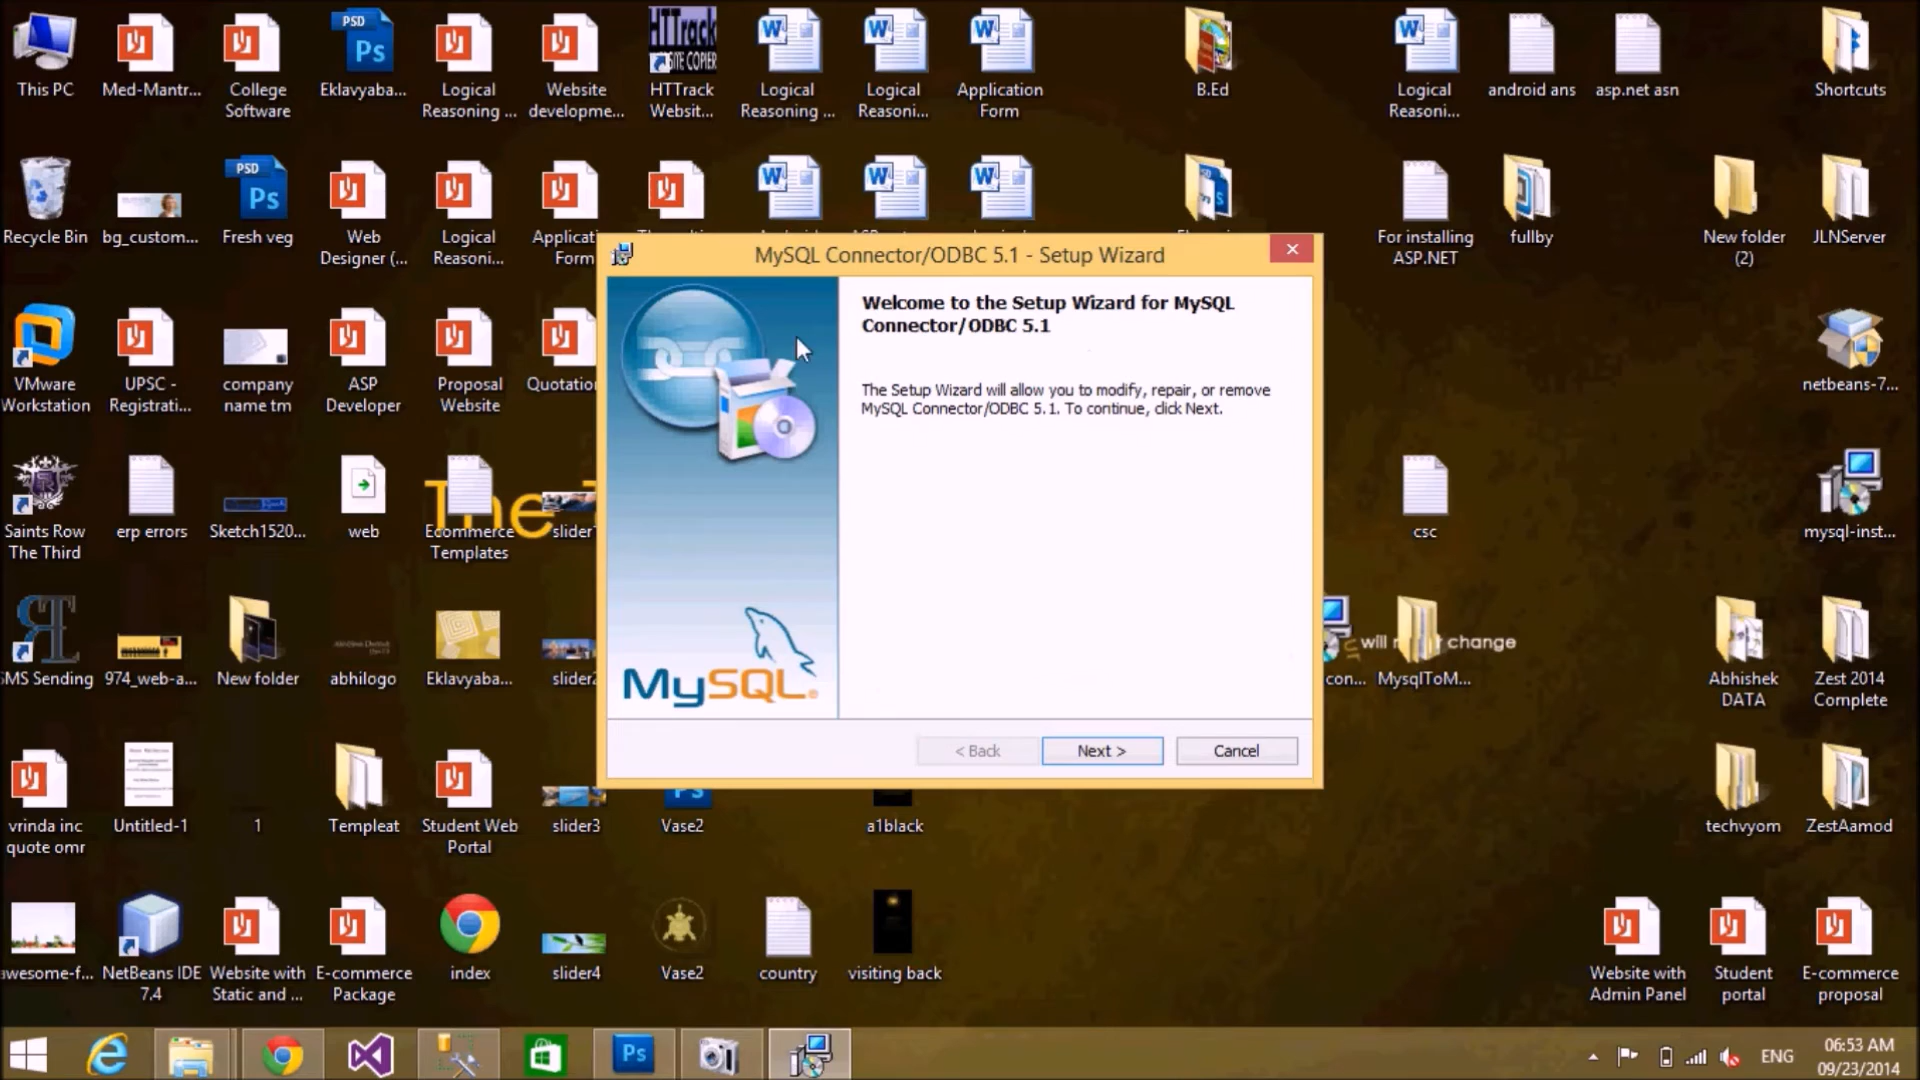 This PC
Med-Mantr...
College
Software
Eklavyaba...
Logical
Reasoning ...
Website
developme...
HTTrack
Websit...
Logical
Reasoning ...
Logical
Reasoni...
Application
Form
B.Ed
Logical
Reasoni...
android ans
asp.net asn
Shortcuts
Recycle Bin
bg_custom...
Fresh veg
Web
Designer (...
Logical
Reasoni...
Form
For installing
ASP.NET
fullby
New folder
(2)
JLNServer
MySQL Connector/ODBC 5.1 - Setup Wizard
Welcome to the Setup Wizard for MySQL
Connector/ODBC 5.1
The Setup Wizard will allow you to modify, repair, or remove
MySQL Connector/ODBC 5.1. To continue, click Next.
MySQL
< Back
Next >
Cancel
VMware
Workstation
UPSC -
Registrati...
company
name tm
ASP
Developer
Proposal
Website
netbeans-7...
Saints Row
The Third
erp errors
Sketch1520...
web
Ecommerce
Templates
The
csc
mysql-inst...
SMS Sending
974_web-a...
New folder
abhilogo
Eklavyaba...
will
change
con...
MysqlToM...
Abhishek
DATA
Zest 2014
Complete
vrinda inc
quote omr
Untitled-1
1
Templeat
Student Web
Portal
slider3
Vase2
a1black
techvyom
ZestAamod
awesome-f...
NetBeans IDE
7.4
Website with
Static and ...
E-commerce
Package
index
slider4
Vase2
country
visiting back
Website with
Admin Panel
Student
portal
E-commerce
proposal
ENG
06:53 AM
09/23/2014